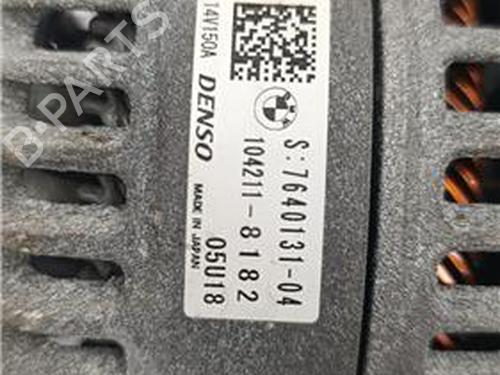 S:7640131-04
104211-8182
14V150A DENSO
MADE IN JAPAN
05U18
B-PARTS